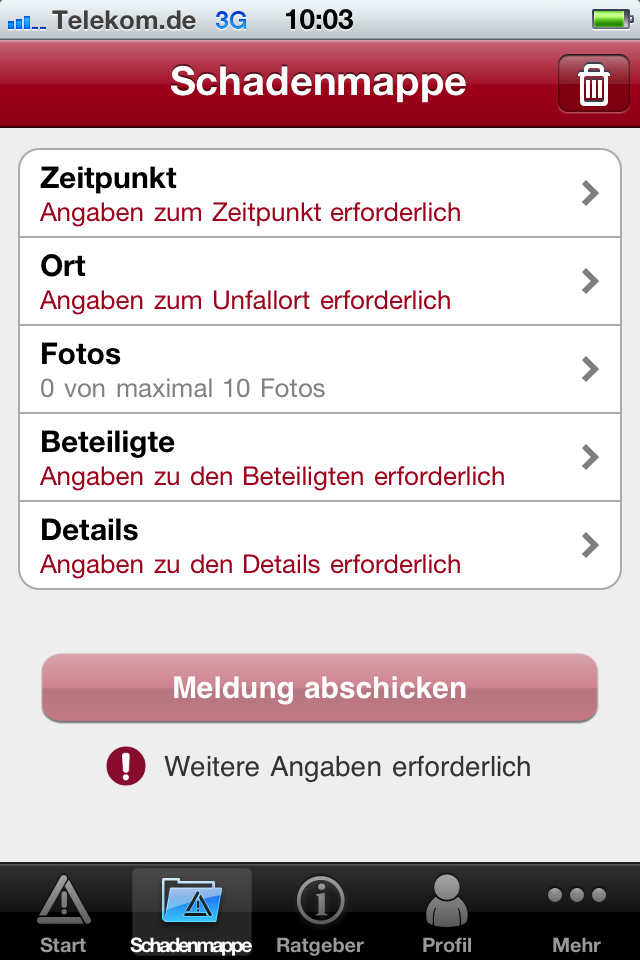 Telekom.de 3G 10:03
Schadenmappe
Zeitpunkt
Angaben zum Zeitpunkt erforderlich
Ort
Angaben zum Unfallort erforderlich
Fotos
0 von maximal 10 Fotos
Beteiligte
Angaben zu den Beteiligten erforderlich
Details
Angaben zu den Details erforderlich
Meldung abschicken
Weitere Angaben erforderlich
Start Schadenmappe Ratgeber Profil Mehr